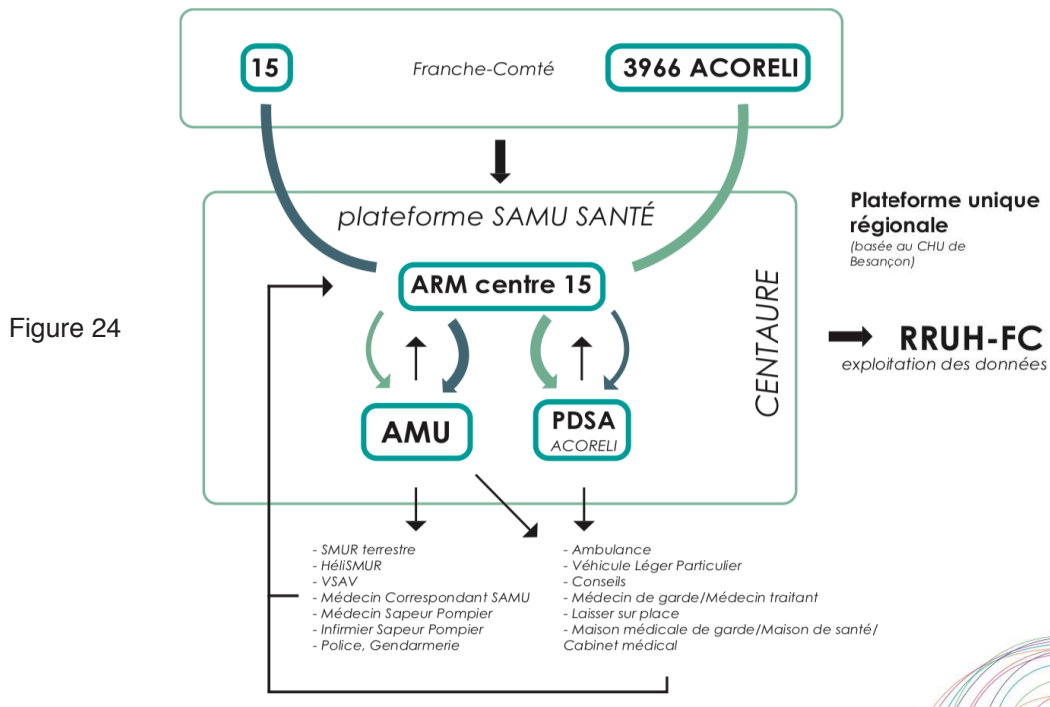 15
Franche-Comté
3966 ACORELI
plateforme SAMU SANTÉ
Plateforme unique
régionale
(basée au CHU de
Besançon)
ARM centre 15
CENTAURE
Figure 24
RRUH-FC
exploitation des données
AMU
PDSA
ACORELI
- SMUR terrestre
- HéliSMUR
- VSAV
- Médecin Correspondant SAMU
- Médecin Sapeur Pompier
- Infirmier Sapeur Pompier
- Police, Gendarmerie
- Ambulance
- Véhicule Léger Particulier
- Conseils
- Médecin de garde/Médecin traitant
- Laisser sur place
- Maison médicale de garde/Maison de santé/
Cabinet médical